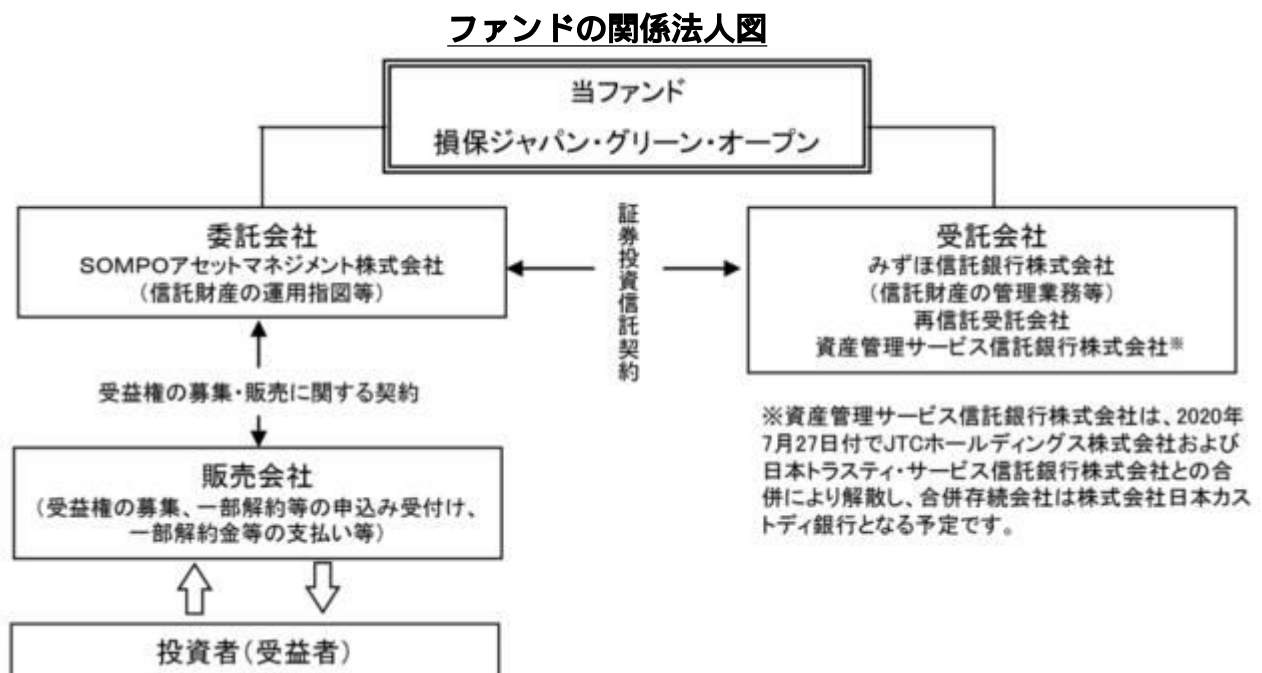 ファンドの関係法人図
当ファンド
損保ジャパン・グリーン・オープン
委託会社
SOMPOアセットマネジメント株式会社
(信託財産の運用指図等)
証券投資信託契約
受託会社
みずほ信託銀行株式会社
(信託財産の管理業務等)
再信託受託会社
資産管理サービス信託銀行株式会社※
受益権の募集・販売に関する契約
※資産管理サービス信託銀行株式会社は、2020年
7月27日付でJTCホールディングス株式会社および
日本トラスティ・サービス信託銀行株式会社との合
併により解散し、合併存続会社は株式会社日本カス
トディ銀行となる予定です。
販売会社
(受益権の募集、一部解約等の申込み受付け、
一部解約金等の支払い等)
投資者(受益者)